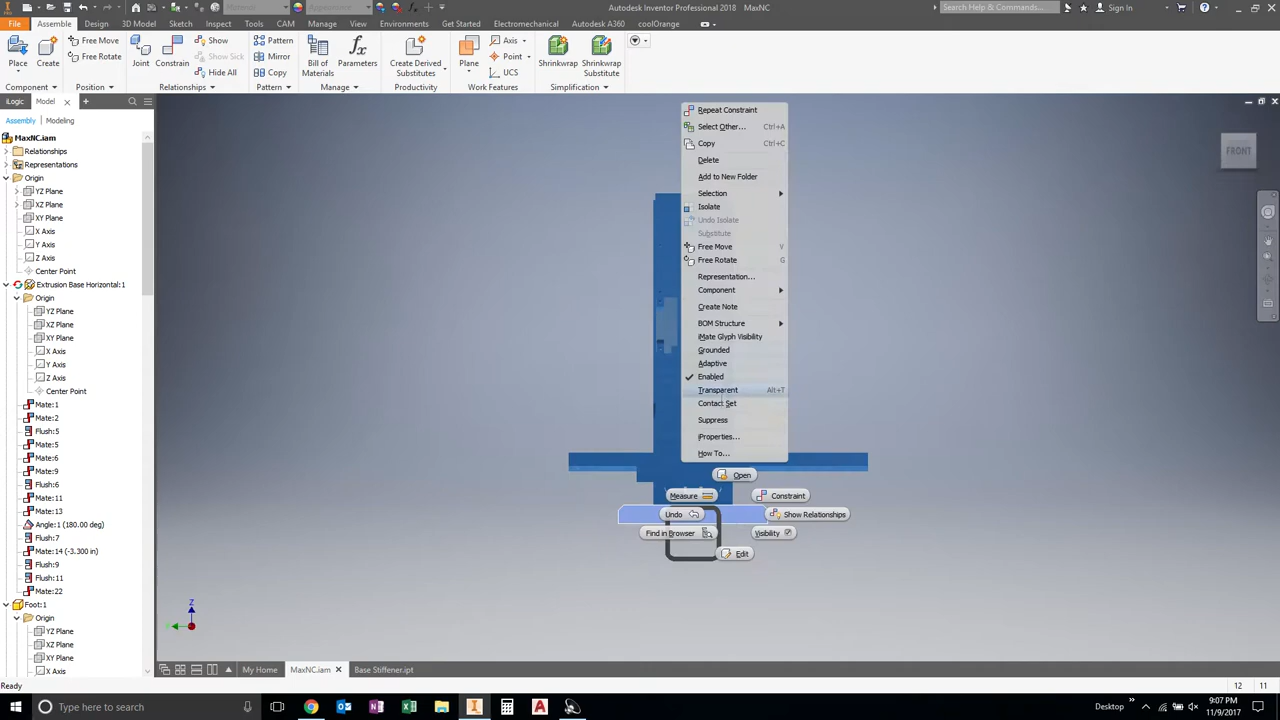 Autodesk Inventor Professional 2018 MaxNC
Search Help & Commands...
Sign In
Material
Appearance
File Assemble Design 3D Model Sketch Inspect Tools CAM Manage View Environments Get Started Electromechanical Autodesk A360 coolOrange
Place
Create
Free Move
Free Rotate
Joint
Constrain
Show
Show Sick
Hide All
Pattern
Mirror
Copy
Bill of Materials
Parameters
Create Derived Substitutes
Plane
Axis
Point
UCS
Shrinkwrap
Shrinkwrap Substitute
Component Position Relationships Pattern Manage Productivity Work Features Simplification
iLogic Model
Assembly Modeling
MaxNC.iam
Relationships
Representations
Origin
YZ Plane
XZ Plane
XY Plane
X Axis
Y Axis
Z Axis
Center Point
Extrusion Base Horizontal:1
Origin
YZ Plane
XZ Plane
XY Plane
X Axis
Y Axis
Z Axis
Center Point
Mate:1
Mate:2
Flush:5
Mate:5
Mate:6
Mate:9
Flush:6
Mate:11
Mate:13
Angle:1 (180.00 deg)
Flush:7
Mate:14 (-3.300 in)
Flush:9
Flush:11
Mate:22
Foot:1
Origin
YZ Plane
XZ Plane
XY Plane
X Axis
FRONT
Repeat Constraint
Select Other... Ctrl+A
Copy Ctrl+C
Delete
Add to New Folder
Selection
Isolate
Undo Isolate
Substitute
Free Move V
Free Rotate G
Representation...
Component
Create Note
BOM Structure
iMate Glyph Visibility
Grounded
Adaptive
Enabled
Transparent Alt+T
Contact Set
Suppress
iProperties...
How To...
Open
Measure
Constraint
Undo
Show Relationships
Find in Browser
Visibility
Edit
Z
My Home MaxNC.iam Base Stiffener.ipt
Ready
12 11
Type here to search
Desktop
9:07 PM
11/9/2017